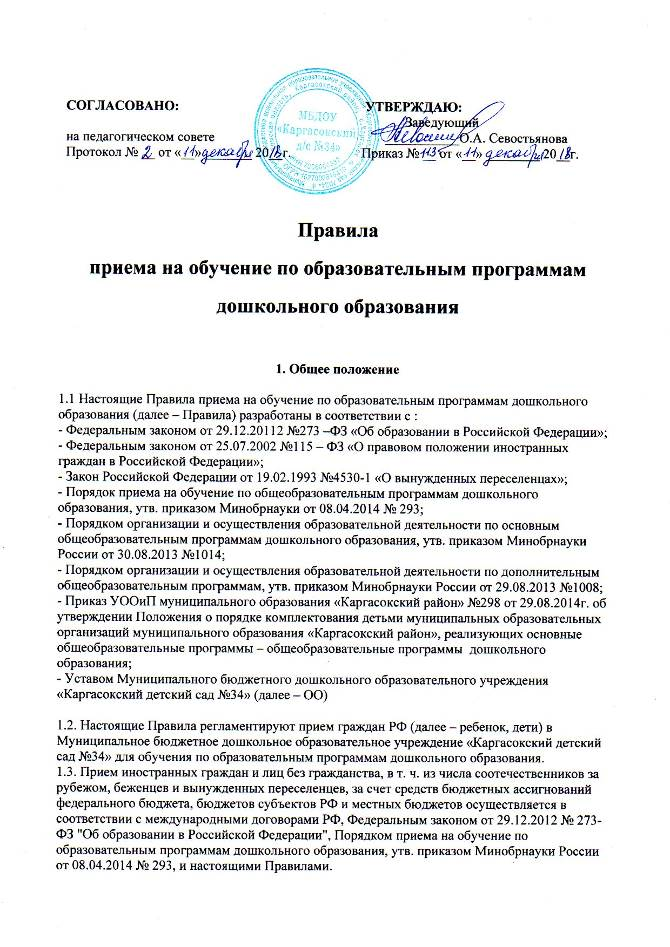 СОГЛАСОВАНО: УТВЕРЖДАЮ:
Заведующий
на педагогическом совете О.А. Севостьянова
Протокол № 2 от «11» декабря 2018г. Приказ №113 от «11» декабря 2018г.
МБДОУ
«Каргасокский
д/с №34»
Правила
приема на обучение по образовательным программам
дошкольного образования
1. Общее положение
1.1 Настоящие Правила приема на обучение по образовательным программам дошкольного
образования (далее – Правила) разработаны в соответствии с :
- Федеральным законом от 29.12.20112 №273 –ФЗ «Об образовании в Российской Федерации»;
- Федеральным законом от 25.07.2002 №115 – ФЗ «О правовом положении иностранных
граждан в Российской Федерации»;
- Закон Российской Федерации от 19.02.1993 №4530-1 «О вынужденных переселенцах»;
- Порядок приема на обучение по общеобразовательным программам дошкольного
образования, утв. приказом Минобрнауки от 08.04.2014 № 293;
- Порядком организации и осуществления образовательной деятельности по основным
общеобразовательным программам дошкольного образования, утв. приказом Минобрнауки
России от 30.08.2013 №1014;
- Порядком организации и осуществления образовательной деятельности по дополнительным
общеобразовательным программам, утв. приказом Минобрнауки России от 29.08.2013 №1008;
- Приказ УООиП муниципального образования «Каргасокский район» №298 от 29.08.2014г. об
утверждении Положения о порядке комплектования детьми муниципальных образовательных
организаций муниципального образования «Каргасокский район», реализующих основные
общеобразовательные программы – общеобразовательные программы дошкольного
образования;
- Уставом Муниципального бюджетного дошкольного образовательного учреждения
«Каргасокский детский сад №34» (далее – ОО)
1.2. Настоящие Правила регламентируют прием граждан РФ (далее – ребенок, дети) в
Муниципальное бюджетное дошкольное образовательное учреждение «Каргасокский детский
сад №34» для обучения по образовательным программам дошкольного образования.
1.3. Прием иностранных граждан и лиц без гражданства, в т. ч. из числа соотечественников за
рубежом, беженцев и вынужденных переселенцев, за счет средств бюджетных ассигнований
федерального бюджета, бюджетов субъектов РФ и местных бюджетов осуществляется в
соответствии с международными договорами РФ, Федеральным законом от 29.12.2012 № 273-
ФЗ "Об образовании в Российской Федерации", Порядком приема на обучение по
образовательным программам дошкольного образования, утв. приказом Минобрнауки России
от 08.04.2014 № 293, и настоящими Правилами.